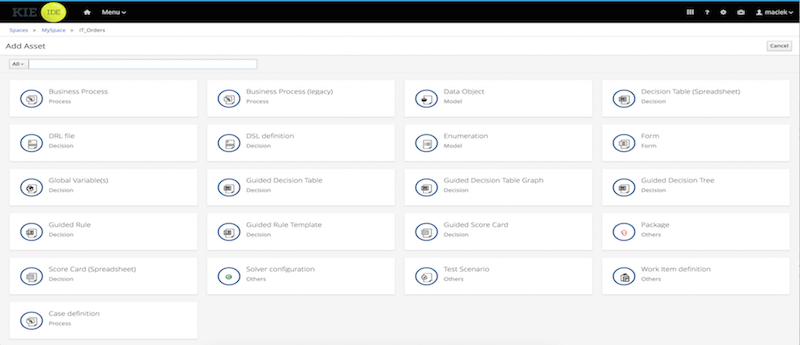 KIE IDE Menu ? maciek
Spaces » MySpace » IT_Orders
Add Asset Cancel
All
Business Process Business Process (legacy) Data Object Decision Table (Spreadsheet)
Process Process Model Decision
DRL file DSL definition Enumeration Form
Decision Decision Model Form
Global Variable(s) Guided Decision Table Guided Decision Table Graph Guided Decision Tree
Decision Decision Decision Decision
Guided Rule Guided Rule Template Guided Score Card Package
Decision Decision Decision Others
Score Card (Spreadsheet) Solver configuration Test Scenario Work Item definition
Decision Others Others Others
Case definition
Process